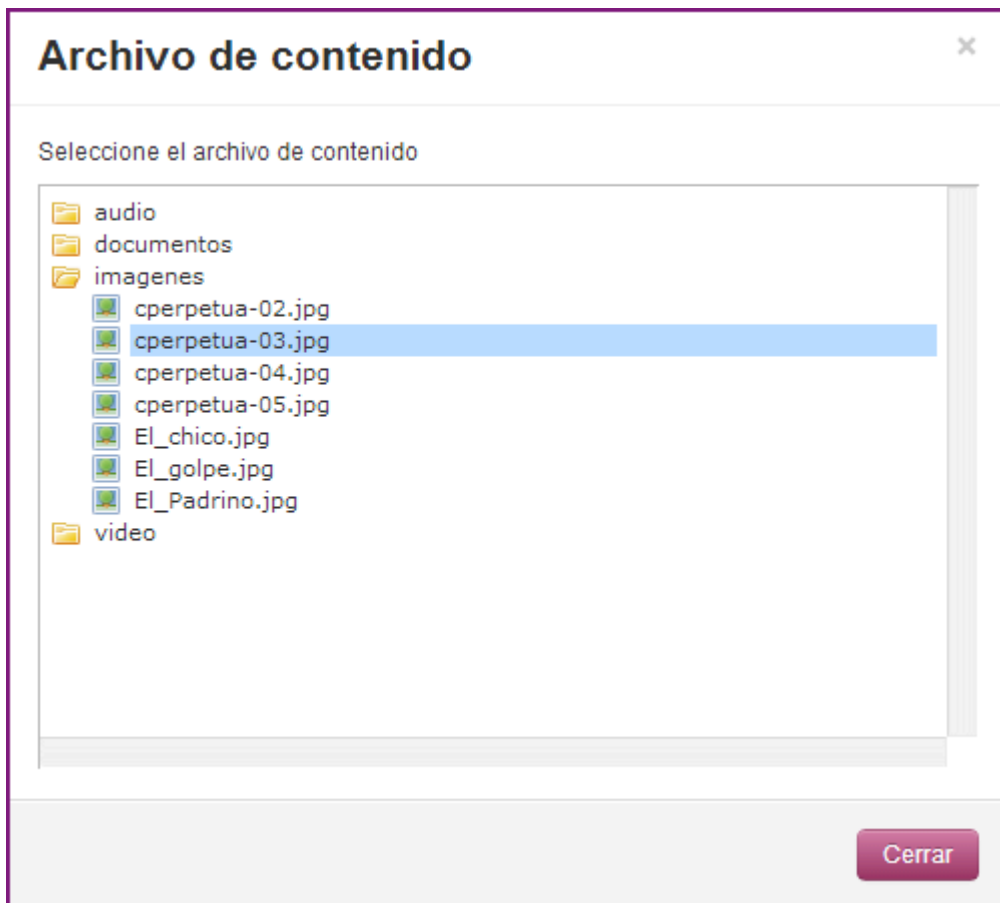 Archivo de contenido
×
Seleccione el archivo de contenido
audio
documentos
imagenes
cperpetua-02.jpg
cperpetua-03.jpg
cperpetua-04.jpg
cperpetua-05.jpg
El_chico.jpg
El_golpe.jpg
El_Padrino.jpg
video
Cerrar